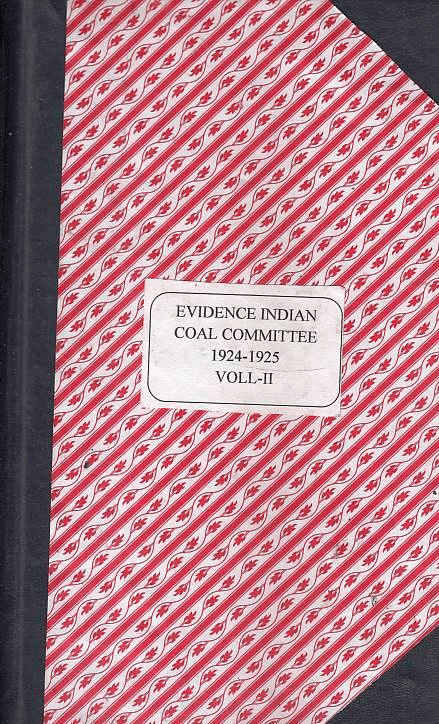 EVIDENCE INDIAN
COAL COMMITTEE
1924-1925
VOLL-II